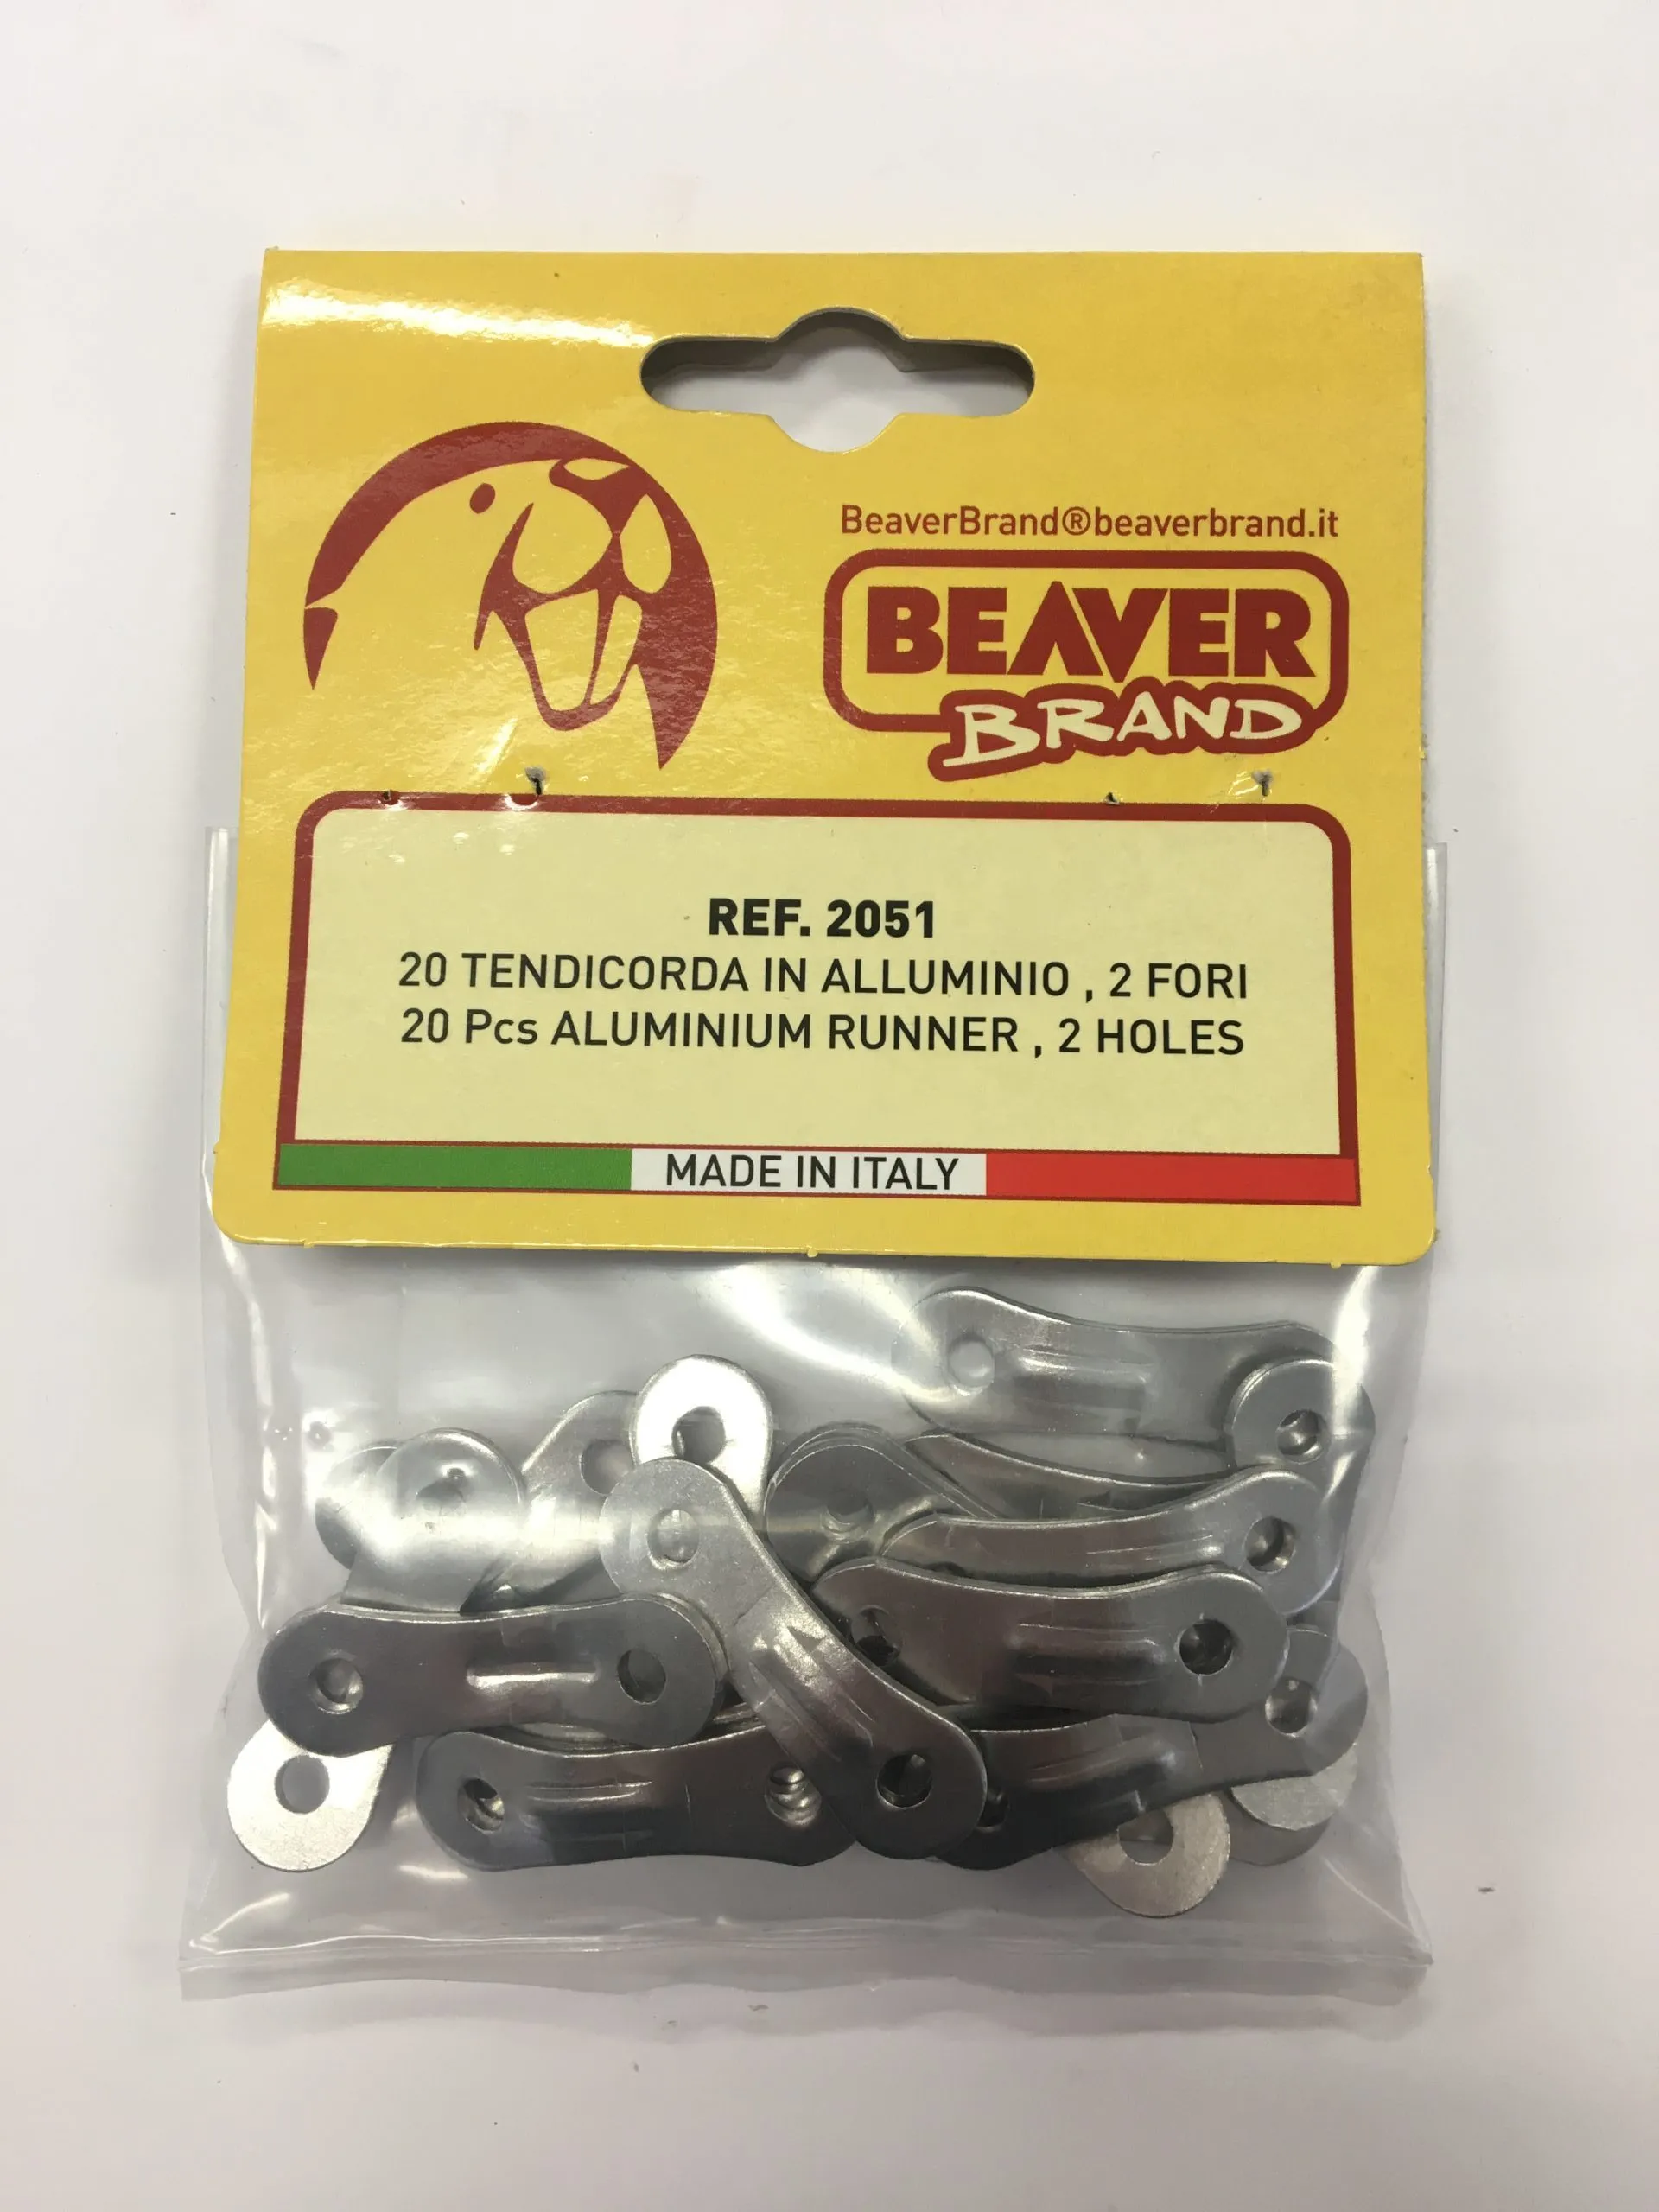 BeaverBrand®beaverbrand.it
BEAVER
BRAND
REF. 2051
20 TENDICORDA IN ALLUMINIO , 2 FORI
20 Pcs ALUMINIUM RUNNER , 2 HOLES
MADE IN ITALY